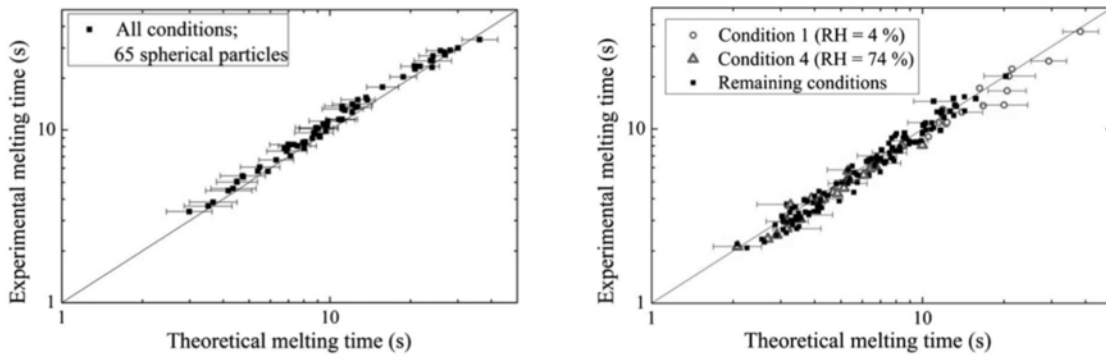 Experimental melting time (s)
10
1
All conditions;
65 spherical particles
1
10
Theoretical melting time (s)
Experimental melting time (s)
10
1
Condition 1 (RH = 4 %)
Condition 4 (RH = 74 %)
Remaining conditions
1
10
Theoretical melting time (s)